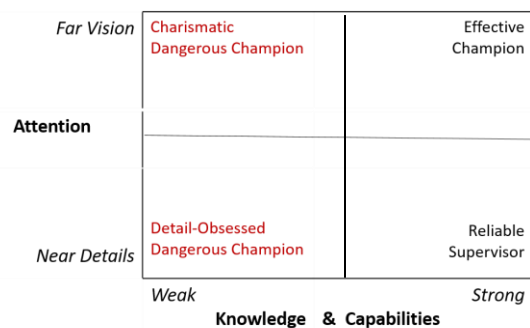 Far Vision
Charismatic
Dangerous Champion
Effective
Champion
Attention
Near Details
Detail-Obsessed
Dangerous Champion
Reliable
Supervisor
Weak
Strong
Knowledge & Capabilities